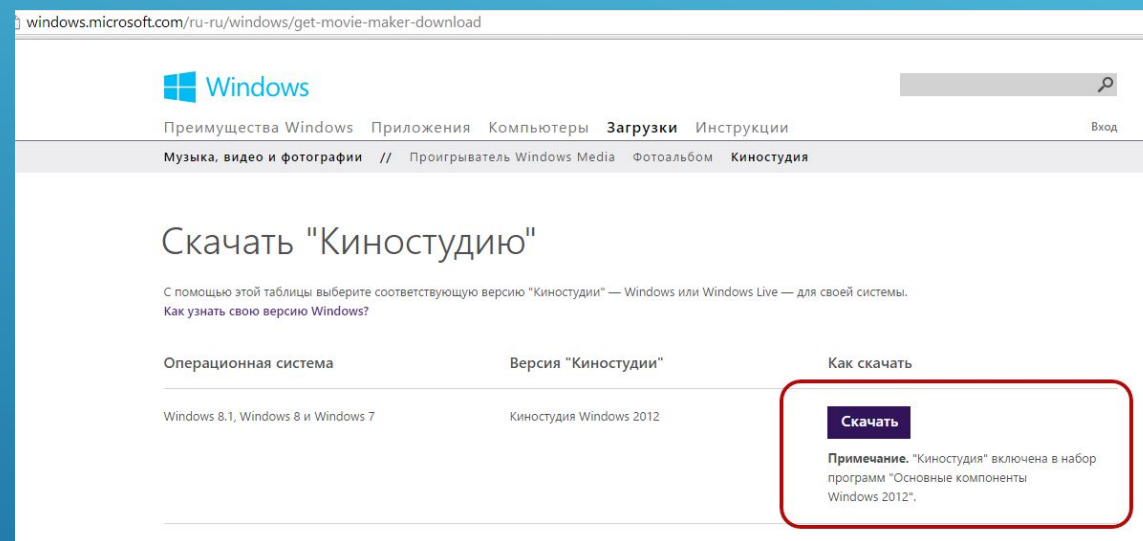 windows.microsoft.com/ru-ru/windows/get-movie-maker-download
Windows
Преимущества Windows Приложения Компьютеры Загрузки Инструкции Вход
Музыка, видео и фотографии // Проигрыватель Windows Media Фотоальбом Киностудия
Скачать "Киностудию"
С помощью этой таблицы выберите соответствующую версию "Киностудии" — Windows или Windows Live — для своей системы.
Как узнать свою версию Windows?
Операционная система Версия "Киностудии" Как скачать
Windows 8.1, Windows 8 и Windows 7 Киностудия Windows 2012 Скачать
Примечание. "Киностудия" включена в набор
программ "Основные компоненты
Windows 2012".